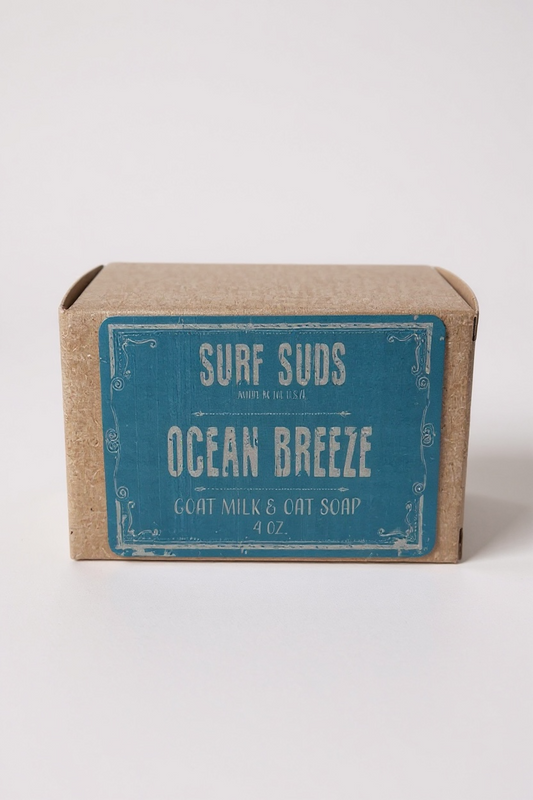 SURF SUDS
OCEAN BREEZE
GOAT MILK & OAT SOAP
4 OZ.